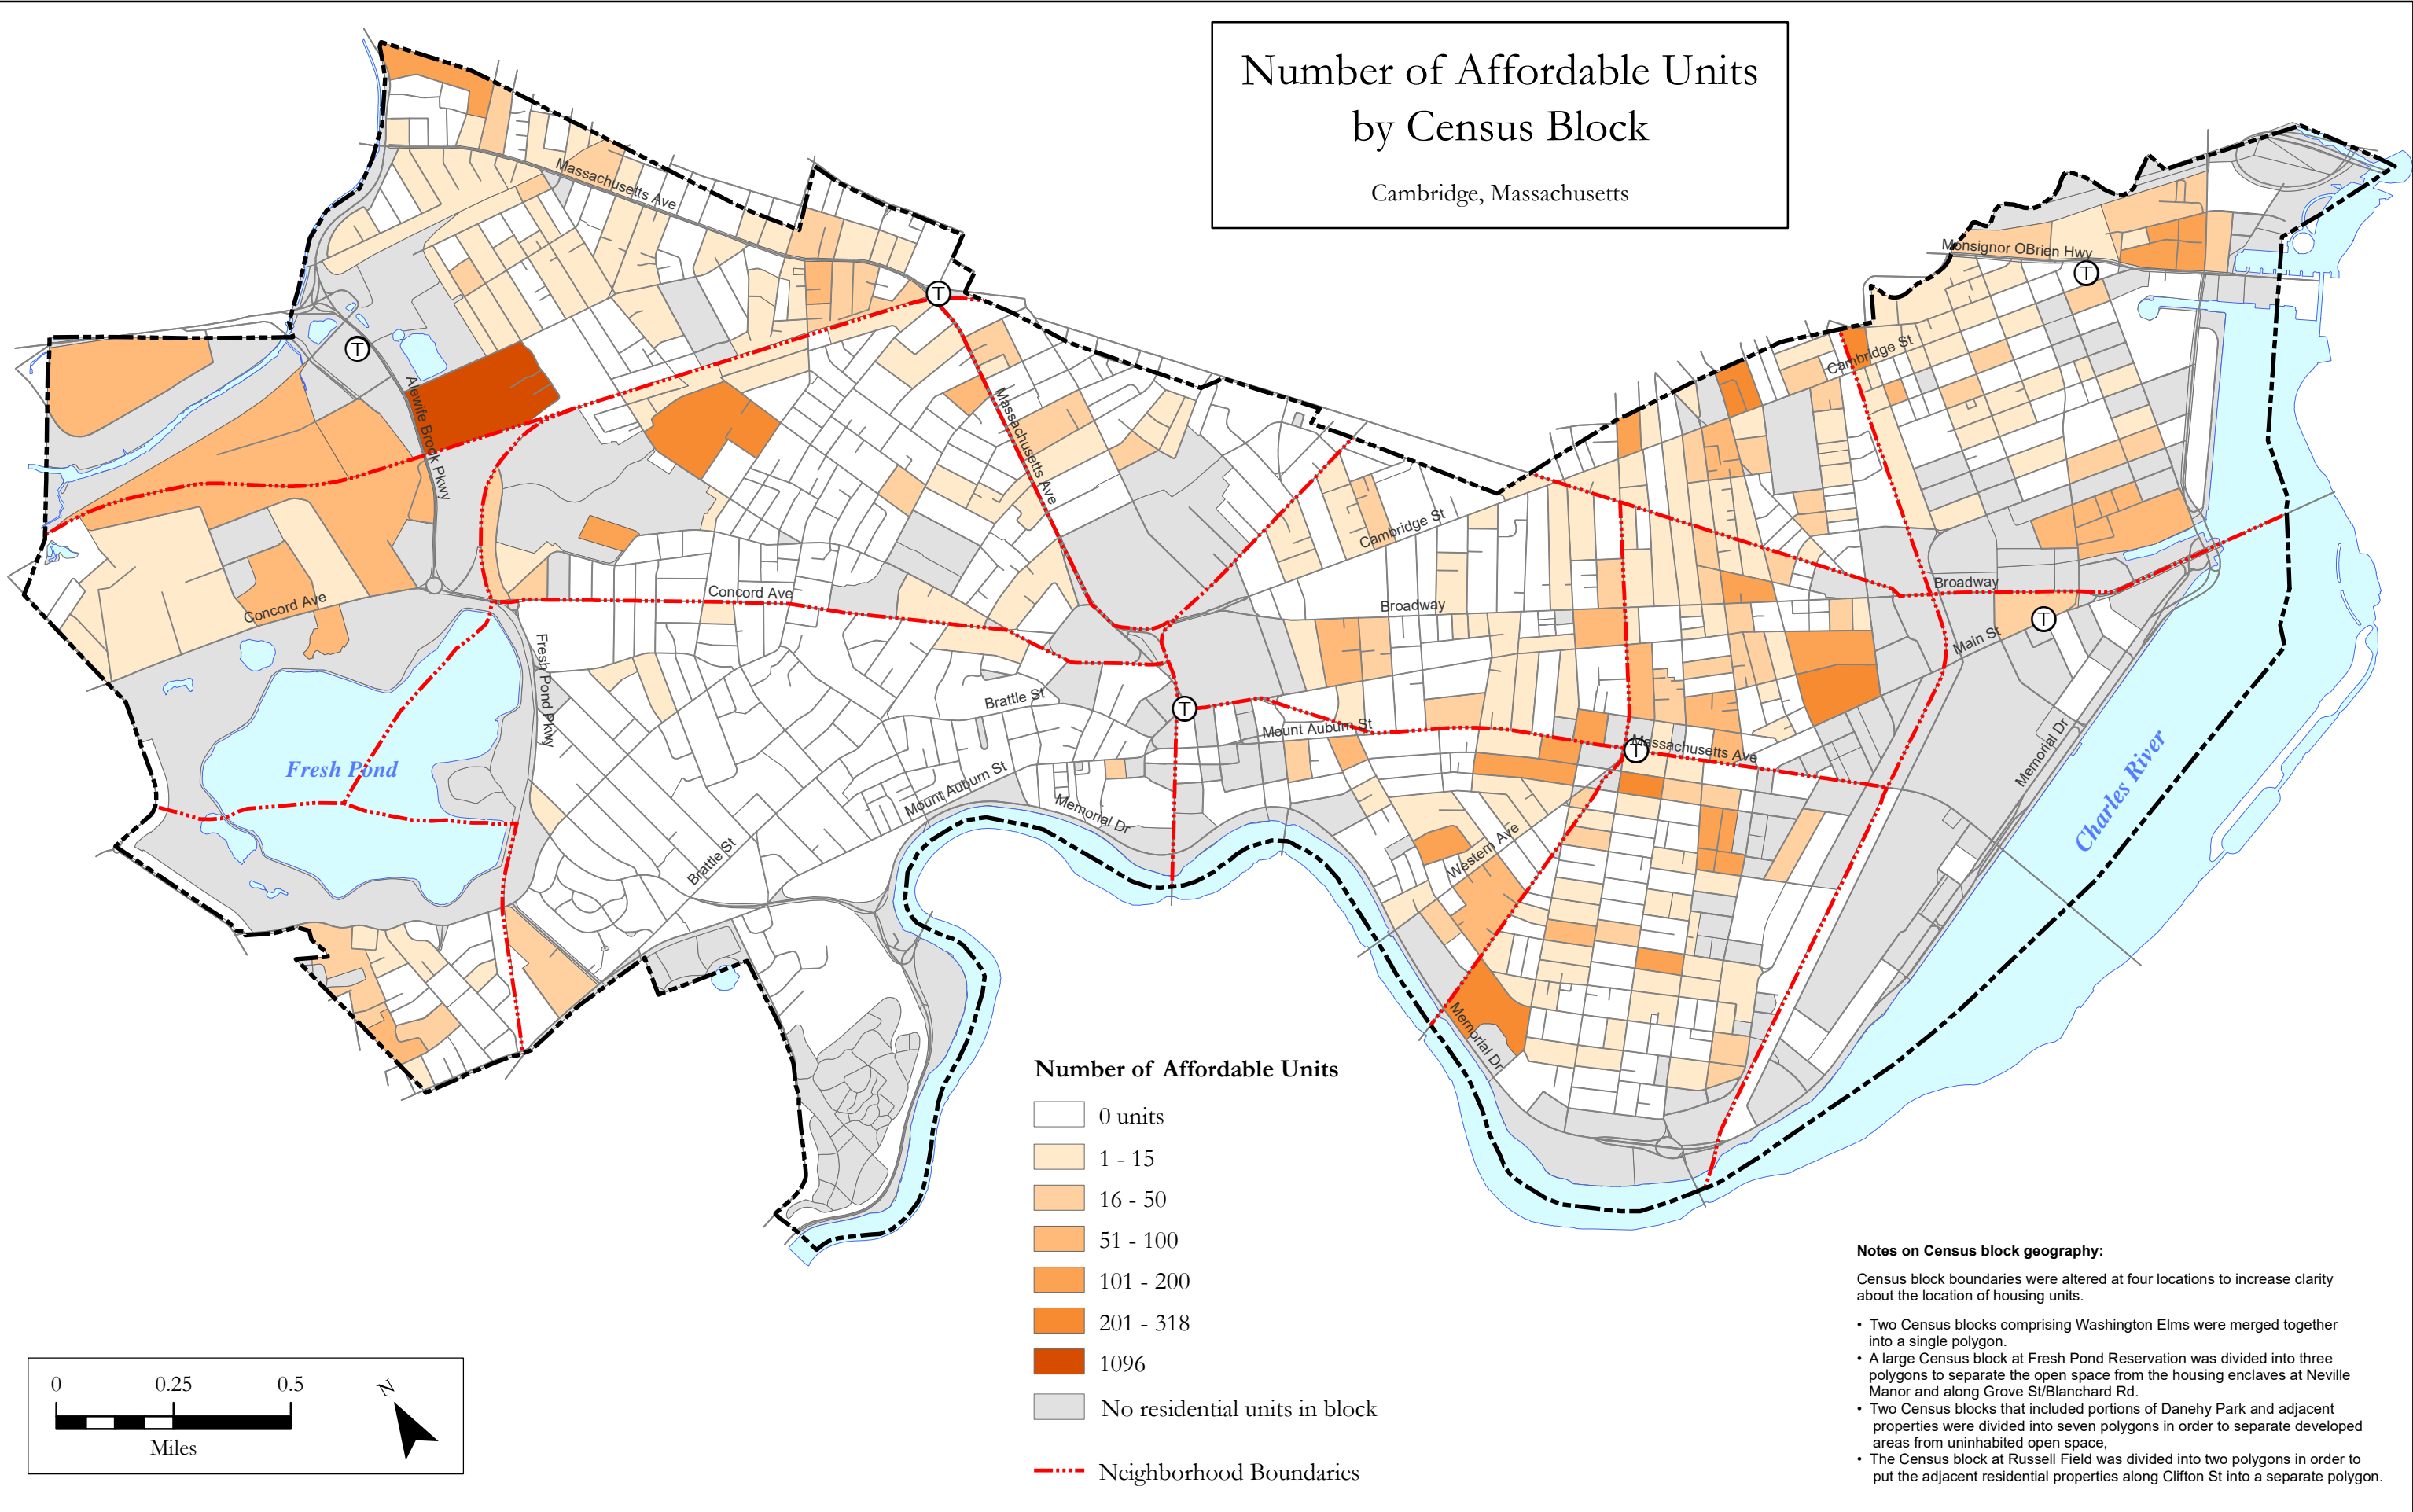 Number of Affordable Units
by Census Block
Cambridge, Massachusetts
Massachusetts Ave
Monsignor OBrien Hwy
T
T
T
Cambridge St
Alewife Brook Pkwy
Massachusetts Ave
Cambridge St
Concord Ave
Concord Ave
Broadway
Broadway
T
Main St
Fresh Pond Pkwy
Brattle St
T
Mount Auburn St
Massachusetts Ave
T
Memorial Dr
Charles River
Fresh Pond
Mount Auburn St
Memorial Dr
Brattle St
Western Ave
Memorial Dr
Number of Affordable Units
0 units
1 - 15
16 - 50
51 - 100
101 - 200
201 - 318
1096
No residential units in block
Neighborhood Boundaries
0 0.25 0.5
Miles
N
Notes on Census block geography:
Census block boundaries were altered at four locations to increase clarity
about the location of housing units.
• Two Census blocks comprising Washington Elms were merged together
into a single polygon.
• A large Census block at Fresh Pond Reservation was divided into three
polygons to separate the open space from the housing enclaves at Neville
Manor and along Grove St/Blanchard Rd.
• Two Census blocks that included portions of Danehy Park and adjacent
properties were divided into seven polygons in order to separate developed
areas from uninhabited open space,
• The Census block at Russell Field was divided into two polygons in order to
put the adjacent residential properties along Clifton St into a separate polygon.